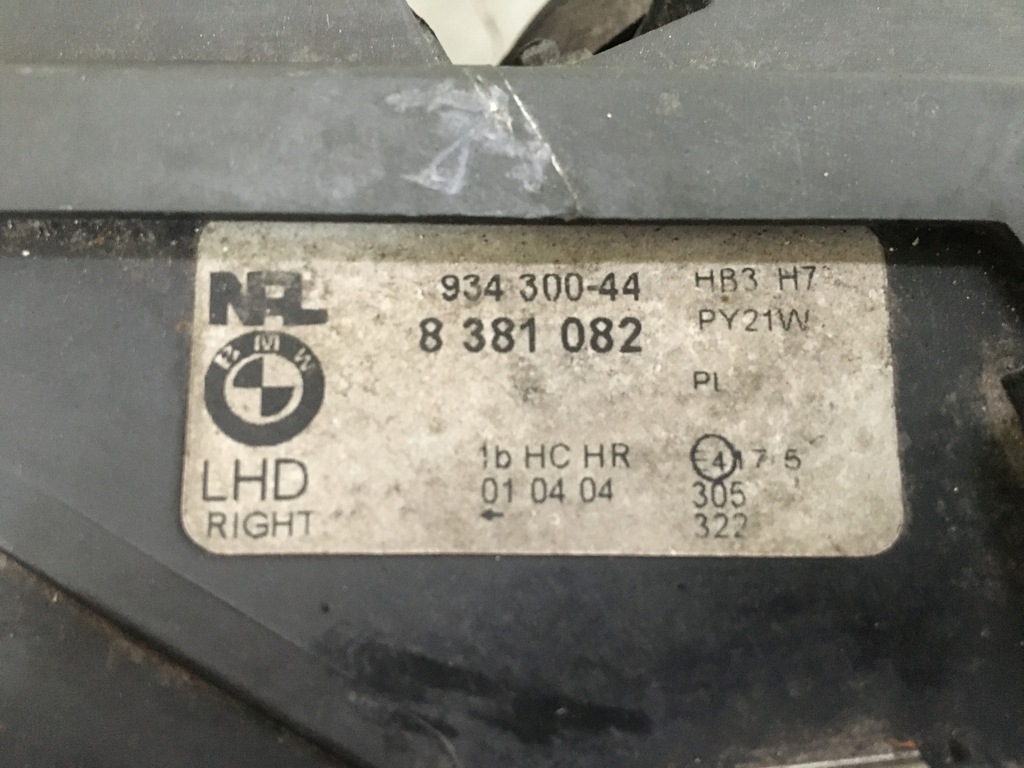 934 300-44
8 381 082
HB3 H7
PY21W
PL
BMW
LHD
RIGHT
1b HC HR
01 04 04
←
E4 17 5
305
322